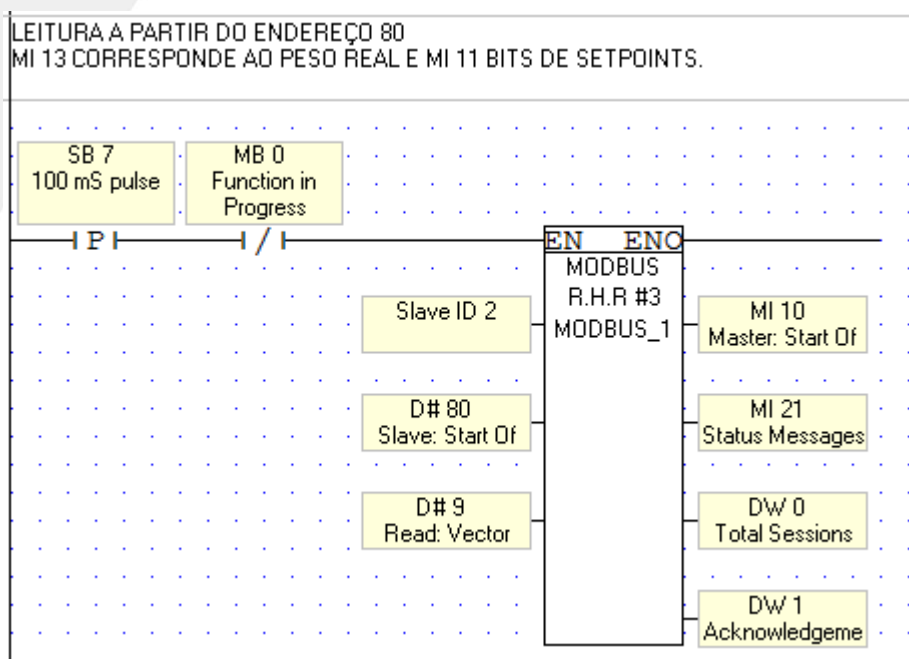 LEITURA A PARTIR DO ENDEREÇO 80
MI 13 CORRESPONDE AO PESO REAL E MI 11 BITS DE SETPOINTS.
SB 7
100 mS pulse
MB 0
Function in
Progress
P
/
EN ENO
MODBUS
R.H.R #3
MODBUS_1
Slave ID 2
MI 10
Master: Start Of
D# 80
Slave: Start Of
MI 21
Status Messages
D# 9
Read: Vector
DW 0
Total Sessions
DW 1
Acknowledgeme